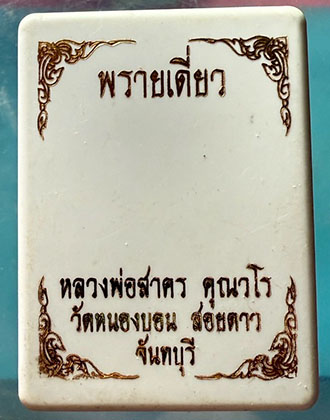 พรายเดี่ยว
หลวงพ่อสาคร คุณวโร
วัดหนองบอน สอยดาว
จันทบุรี